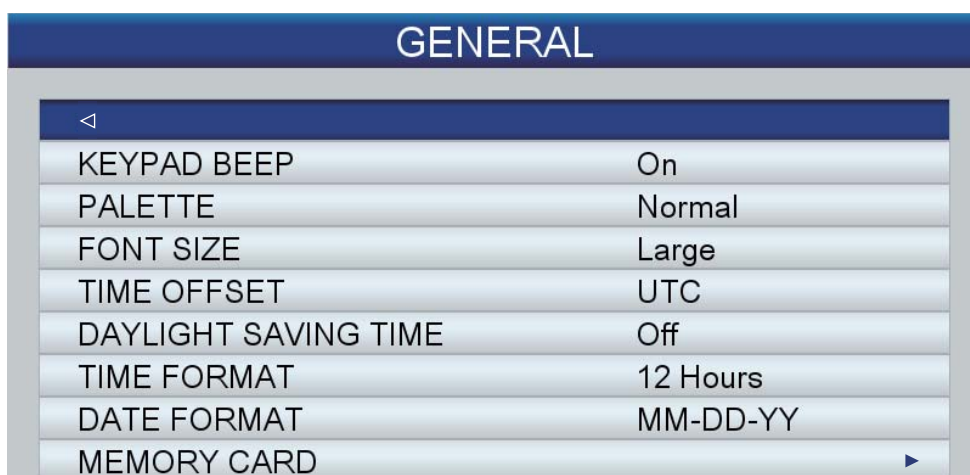 GENERAL
KEYPAD BEEP On
PALETTE Normal
FONT SIZE Large
TIME OFFSET UTC
DAYLIGHT SAVING TIME Off
TIME FORMAT 12 Hours
DATE FORMAT MM-DD-YY
MEMORY CARD